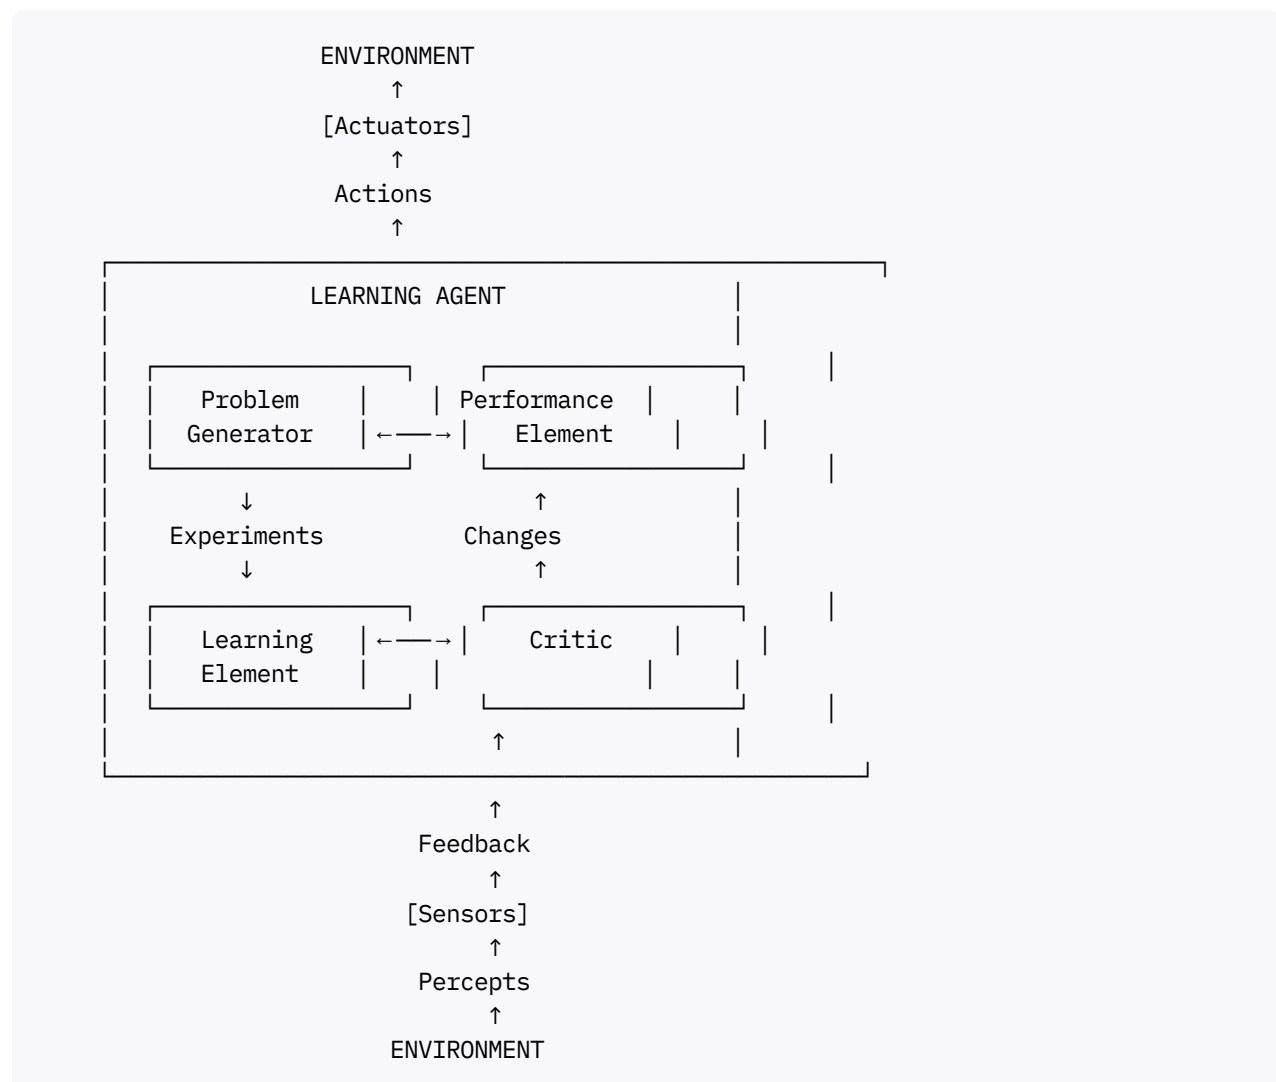 ENVIRONMENT
↑
[Actuators]
↑
Actions
↑
LEARNING AGENT
Problem Performance
Generator ←──→ Element
↓ ↑
Experiments Changes
↓ ↑
Learning ←──→ Critic
Element
↑
↑
Feedback
↑
[Sensors]
↑
Percepts
↑
ENVIRONMENT